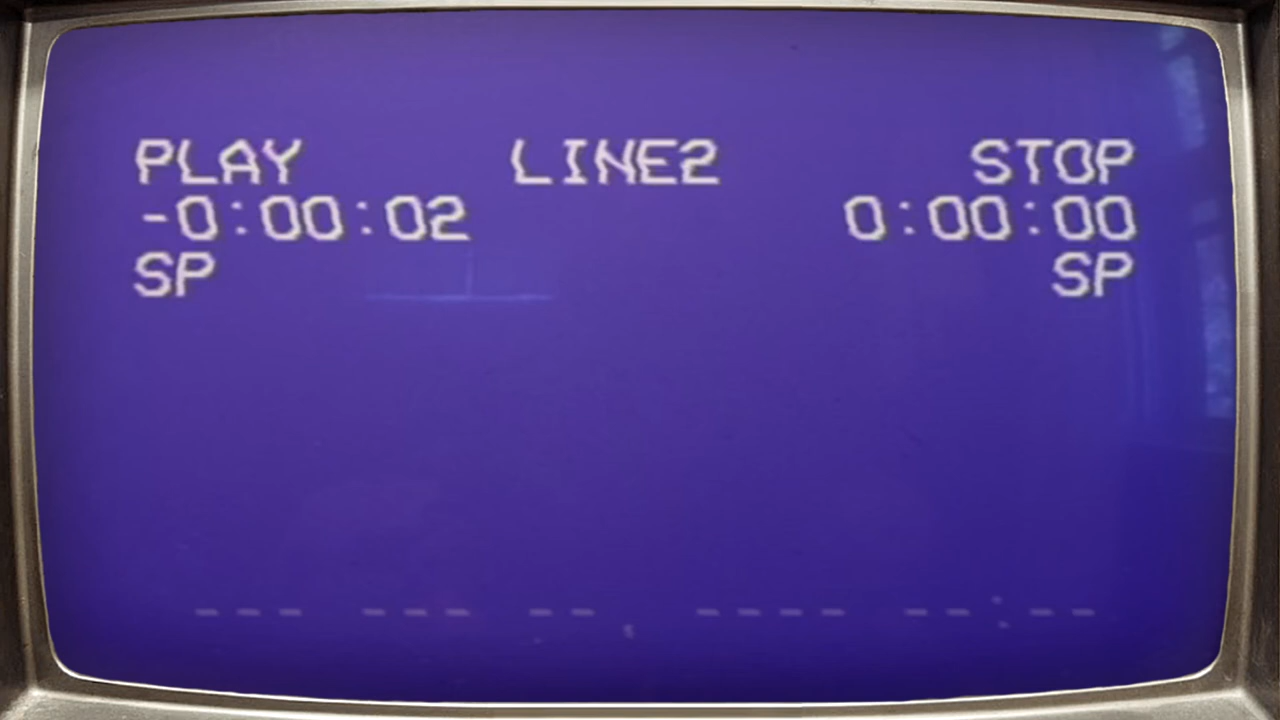 PLAY LINE2 STOP
-0:00:02 0:00:00
SP SP
--- --- --, ---- --:--